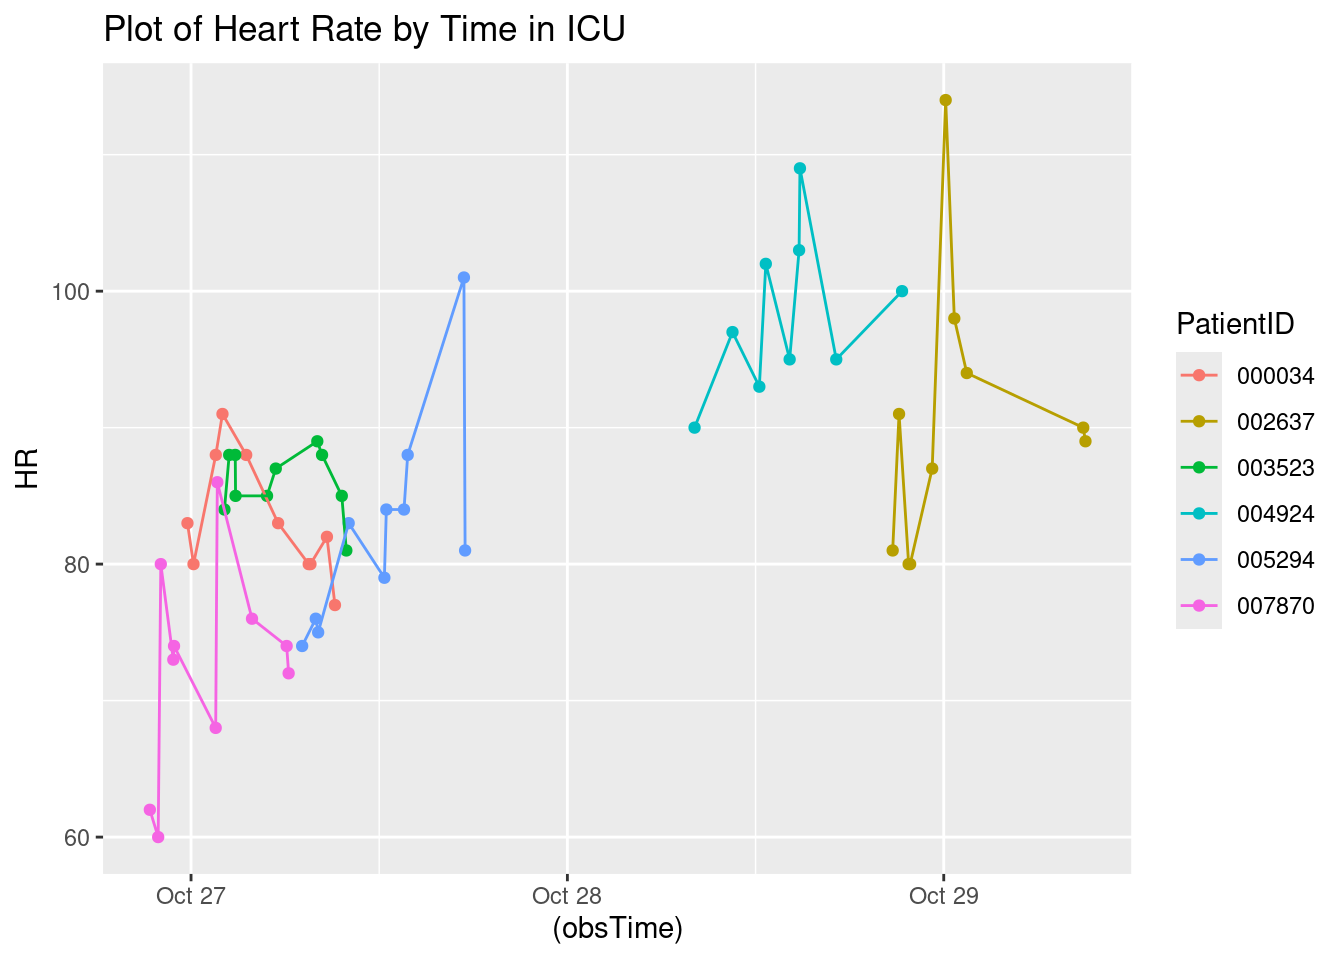 Plot of Heart Rate by Time in ICU
HR
100
80
60
Oct 27
Oct 28
Oct 29
(obsTime)
PatientID
000034
002637
003523
004924
005294
007870